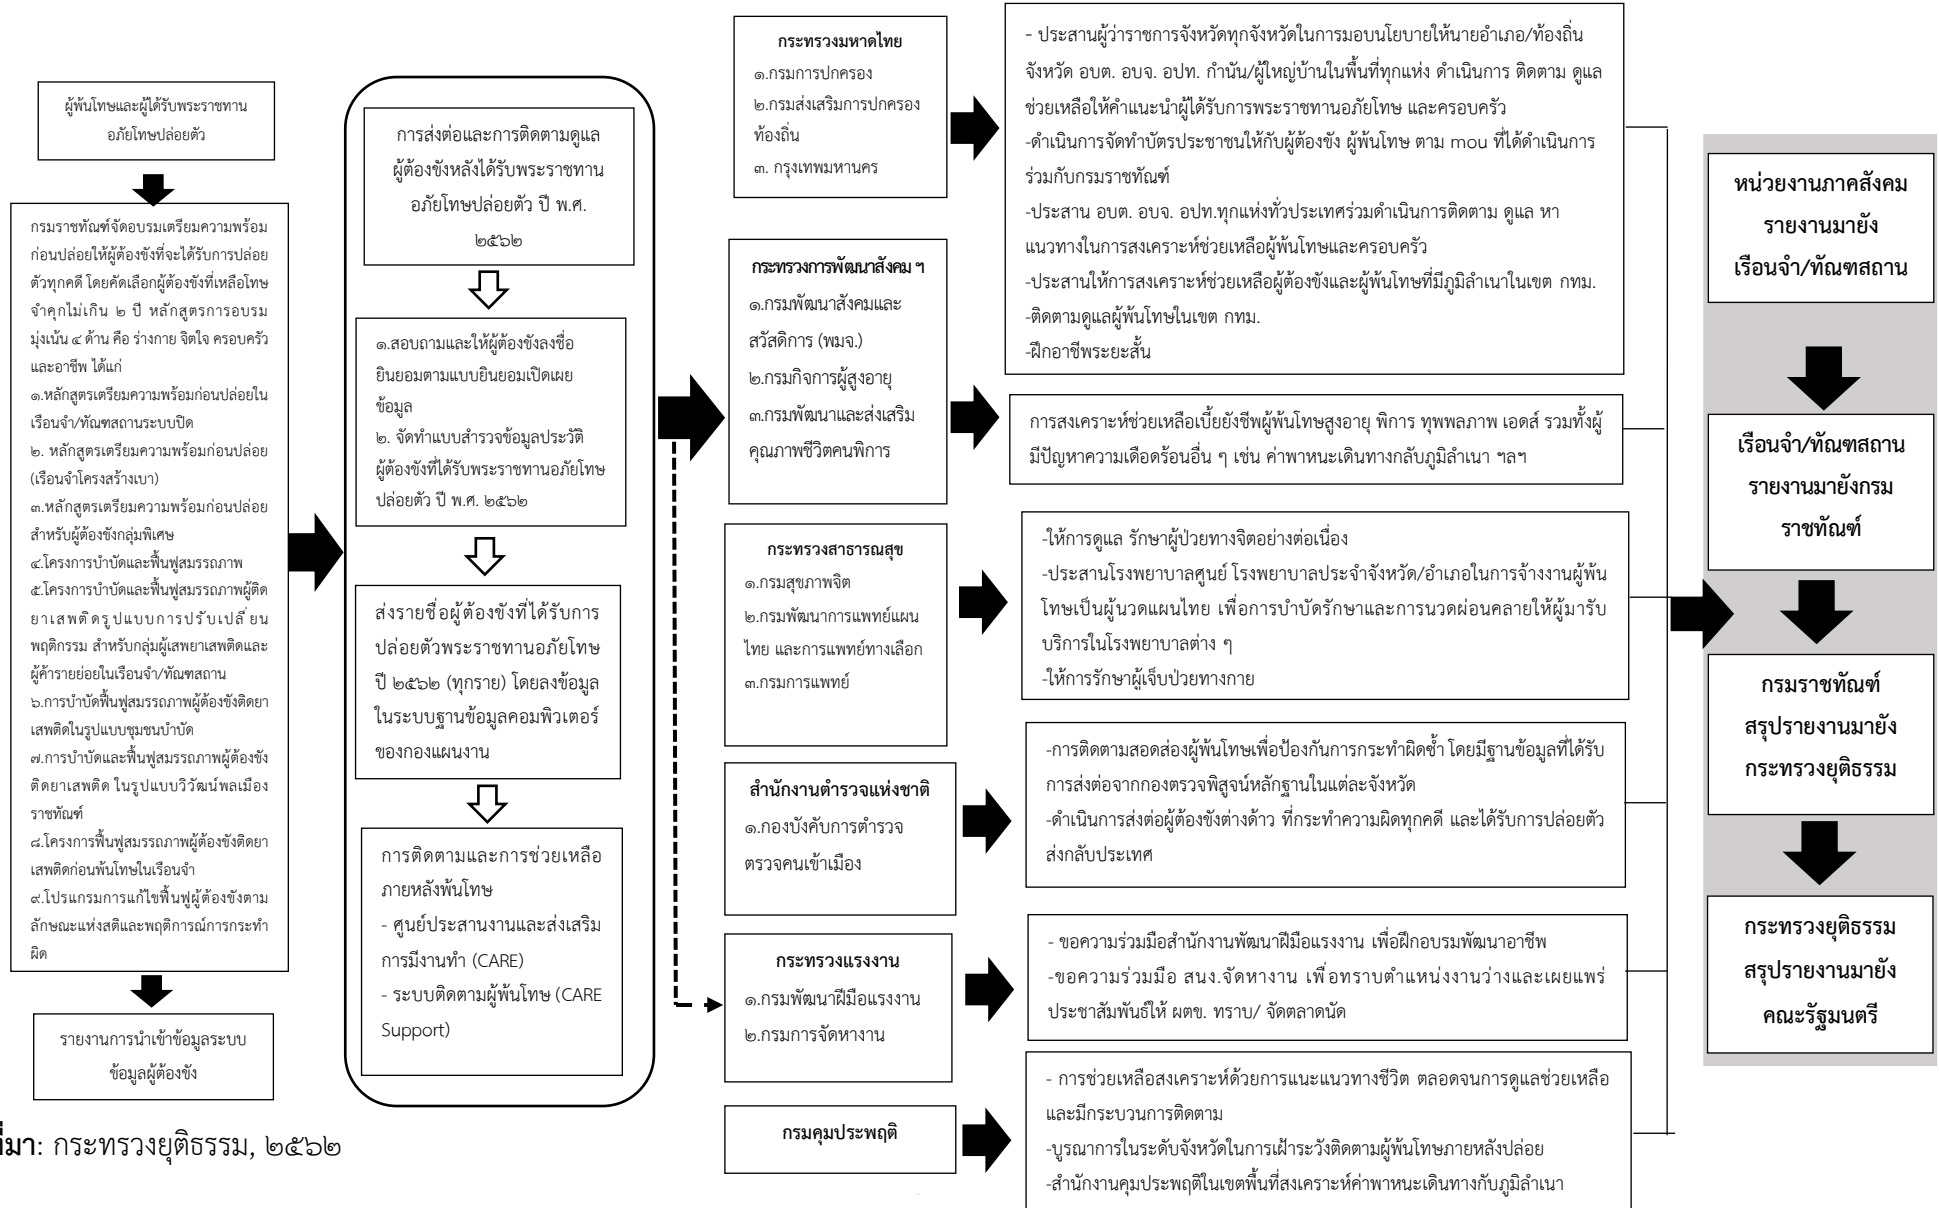 ผู้พ้นโทษและผู้ได้รับพระราชทาน
อภัยโทษปล่อยตัว
กรมราชทัณฑ์จัดอบรมเตรียมความพร้อม
ก่อนปล่อยให้ผู้ต้องขังที่จะได้รับการปล่อย
ตัวทุกคดี โดยคัดเลือกผู้ต้องขังที่เหลือโทษ
จำคุกไม่เกิน ๒ ปี หลักสูตรการอบรม
มุ่งเน้น ๔ ด้าน คือ ร่างกาย จิตใจ ครอบครัว
และอาชีพ ได้แก่
๑.หลักสูตรเตรียมความพร้อมก่อนปล่อยใน
เรือนจำ/ทัณฑสถานระบบปิด
๒. หลักสูตรเตรียมความพร้อมก่อนปล่อย
(เรือนจำโครงสร้างเบา)
๓.หลักสูตรเตรียมความพร้อมก่อนปล่อย
สำหรับผู้ต้องขังกลุ่มพิเศษ
๔.โครงการบำบัดและฟื้นฟูสมรรถภาพ
๕.โครงการบำบัดและฟื้นฟูสมรรถภาพผู้ติด
ยาเสพติดรูปแบบการปรับเปลี่ยน
พฤติกรรม สำหรับกลุ่มผู้เสพยาเสพติดและ
ผู้ค้ารายย่อยในเรือนจำ/ทัณฑสถาน
๖.การบำบัดฟื้นฟูสมรรถภาพผู้ต้องขังติดยา
เสพติดในรูปแบบชุมชนบำบัด
๗.การบำบัดและฟื้นฟูสมรรถภาพผู้ต้องขัง
ติดยาเสพติด ในรูปแบบวิวัฒน์พลเมือง
ราชทัณฑ์
๘.โครงการฟื้นฟูสมรรถภาพผู้ต้องขังติดยา
เสพติดก่อนพ้นโทษในเรือนจำ
๙.โปรแกรมการแก้ไขฟื้นฟูผู้ต้องขังตาม
ลักษณะแห่งสติและพฤติการณ์การกระทำ
ผิด
รายงานการนำเข้าข้อมูลระบบ
ข้อมูลผู้ต้องขัง
ที่มา: กระทรวงยุติธรรม, ๒๕๖๒
การส่งต่อและการติดตามดูแล
ผู้ต้องขังหลังได้รับพระราชทาน
อภัยโทษปล่อยตัว ปี พ.ศ.
๒๕๖๒
๑.สอบถามและให้ผู้ต้องขังลงชื่อ
ยินยอมตามแบบยินยอมเปิดเผย
ข้อมูล
๒. จัดทำแบบสำรวจข้อมูลประวัติ
ผู้ต้องขังที่ได้รับพระราชทานอภัยโทษ
ปล่อยตัว ปี พ.ศ. ๒๕๖๒
ส่งรายชื่อผู้ต้องขังที่ได้รับการ
ปล่อยตัวพระราชทานอภัยโทษ
ปี ๒๕๖๒ (ทุกราย) โดยลงข้อมูล
ในระบบฐานข้อมูลคอมพิวเตอร์
ของกองแผนงาน
การติดตามและการช่วยเหลือ
ภายหลังพ้นโทษ
- ศูนย์ประสานงานและส่งเสริม
การมีงานทำ (CARE)
- ระบบติดตามผู้พ้นโทษ (CARE
Support)
กระทรวงมหาดไทย
๑.กรมการปกครอง
๒.กรมส่งเสริมการปกครอง
ท้องถิ่น
๓. กรุงเทพมหานคร
กระทรวงการพัฒนาสังคม ฯ
๑.กรมพัฒนาสังคมและ
สวัสดิการ (พมจ.)
๒.กรมกิจการผู้สูงอายุ
๓.กรมพัฒนาและส่งเสริม
คุณภาพชีวิตคนพิการ
กระทรวงสาธารณสุข
๑.กรมสุขภาพจิต
๒.กรมพัฒนาการแพทย์แผน
ไทย และการแพทย์ทางเลือก
๓.กรมการแพทย์
สำนักงานตำรวจแห่งชาติ
๑.กองบังคับการตำรวจ
ตรวจคนเข้าเมือง
กระทรวงแรงงาน
๑.กรมพัฒนาฝีมือแรงงาน
๒.กรมการจัดหางาน
กรมคุมประพฤติ
- ประสานผู้ว่าราชการจังหวัดทุกจังหวัดในการมอบนโยบายให้นายอำเภอ/ท้องถิ่น
จังหวัด อบต. อบจ. อปท. กำนัน/ผู้ใหญ่บ้านในพื้นที่ทุกแห่ง ดำเนินการ ติดตาม ดูแล
ช่วยเหลือให้คำแนะนำผู้ได้รับการพระราชทานอภัยโทษ และครอบครัว
-ดำเนินการจัดทำบัตรประชาชนให้กับผู้ต้องขัง ผู้พ้นโทษ ตาม mou ที่ได้ดำเนินการ
ร่วมกับกรมราชทัณฑ์
-ประสาน อบต. อบจ. อปท.ทุกแห่งทั่วประเทศร่วมดำเนินการติดตาม ดูแล หา
แนวทางในการสงเคราะห์ช่วยเหลือผู้พ้นโทษและครอบครัว
-ประสานให้การสงเคราะห์ช่วยเหลือผู้ต้องขังและผู้พ้นโทษที่มีภูมิลำเนาในเขต กทม.
-ติดตามดูแลผู้พ้นโทษในเขต กทม.
-ฝึกอาชีพระยะสั้น
การสงเคราะห์ช่วยเหลือเบี้ยยังชีพผู้พ้นโทษสูงอายุ พิการ ทุพพลภาพ เอดส์ รวมทั้งผู้
มีปัญหาความเดือดร้อนอื่น ๆ เช่น ค่าพาหนะเดินทางกลับภูมิลำเนา ฯลฯ
-ให้การดูแล รักษาผู้ป่วยทางจิตอย่างต่อเนื่อง
-ประสานโรงพยาบาลศูนย์ โรงพยาบาลประจำจังหวัด/อำเภอในการจ้างงานผู้พ้น
โทษเป็นผู้นวดแผนไทย เพื่อการบำบัดรักษาและการนวดผ่อนคลายให้ผู้มารับ
บริการในโรงพยาบาลต่าง ๆ
-ให้การรักษาผู้เจ็บป่วยทางกาย
-การติดตามสอดส่องผู้พ้นโทษเพื่อป้องกันการกระทำผิดซ้ำ โดยมีฐานข้อมูลที่ได้รับ
การส่งต่อจากกองตรวจพิสูจน์หลักฐานในแต่ละจังหวัด
-ดำเนินการส่งต่อผู้ต้องขังต่างด้าว ที่กระทำความผิดทุกคดี และได้รับการปล่อยตัว
ส่งกลับประเทศ
- ขอความร่วมมือสำนักงานพัฒนาฝีมือแรงงาน เพื่อฝึกอบรมพัฒนาอาชีพ
-ขอความร่วมมือ สนง.จัดหางาน เพื่อทราบตำแหน่งงานว่างและเผยแพร่
ประชาสัมพันธ์ให้ ผตข. ทราบ/ จัดตลาดนัด
- การช่วยเหลือสงเคราะห์ด้วยการแนะแนวทางชีวิต ตลอดจนการดูแลช่วยเหลือ
และมีกระบวนการติดตาม
-บูรณาการในระดับจังหวัดในการเฝ้าระวังติดตามผู้พ้นโทษภายหลังปล่อย
-สำนักงานคุมประพฤติในเขตพื้นที่สงเคราะห์ค่าพาหนะเดินทางกับภูมิลำเนา
หน่วยงานภาคสังคม
รายงานมายัง
เรือนจำ/ทัณฑสถาน
เรือนจำ/ทัณฑสถาน
รายงานมายังกรม
ราชทัณฑ์
กรมราชทัณฑ์
สรุปรายงานมายัง
กระทรวงยุติธรรม
กระทรวงยุติธรรม
สรุปรายงานมายัง
คณะรัฐมนตรี